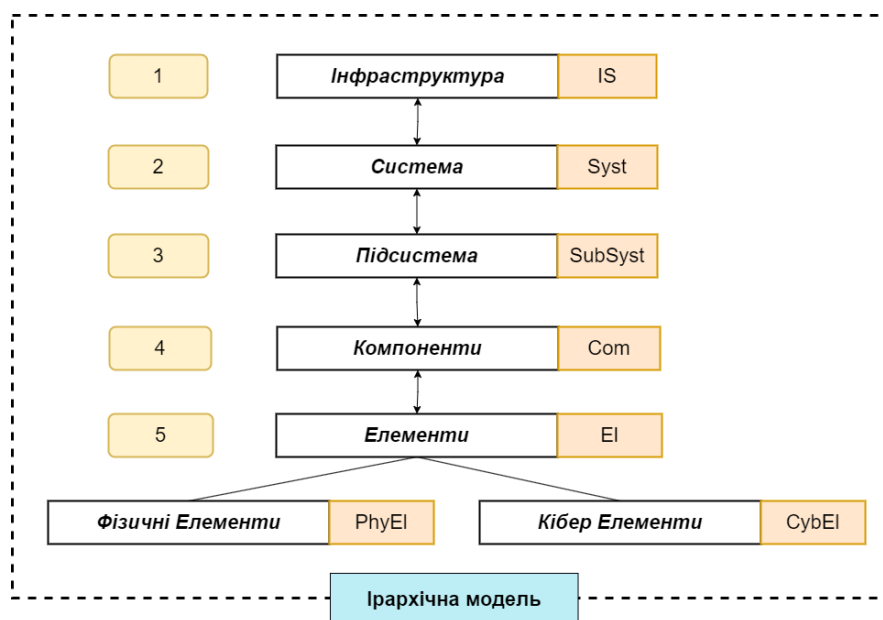 1 Інфраструктура IS
2 Система Syst
3 Підсистема SubSyst
4 Компоненти Com
5 Елементи El
Фізичні Елементи PhyEl Кібер Елементи CybEl
Ірархічна модель